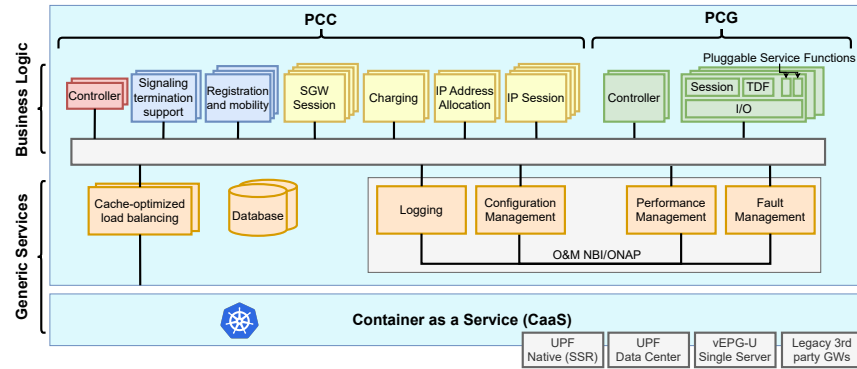 PCC
PCG
Pluggable Service Functions
Business Logic
Controller
Signaling
termination
support
Registration
and mobility
SGW
Session
Charging
IP Address
Allocation
IP Session
Controller
Session
TDF
I/O
Generic Services
Cache-optimized
load balancing
Database
Logging
Configuration
Management
Performance
Management
Fault
Management
O&M NBI/ONAP
Container as a Service (CaaS)
UPF
Native (SSR)
UPF
Data Center
vEPG-U
Single Server
Legacy 3rd
party GWs